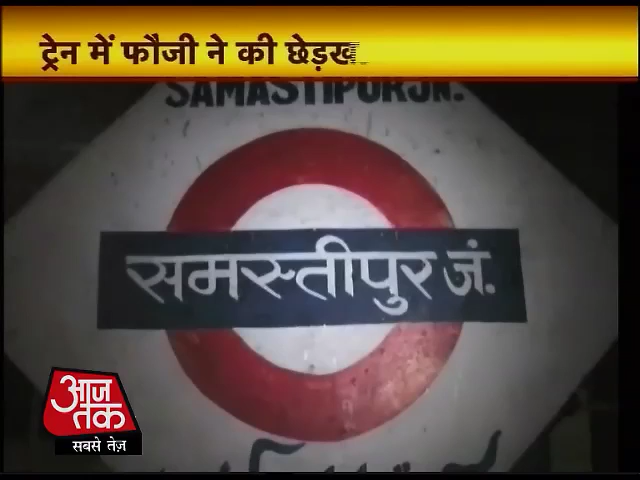 ट्रेन में फौजी ने की
SAMASTIPUR JN.
समस्तीपुर जं.
आज
तक
सबसे तेज़